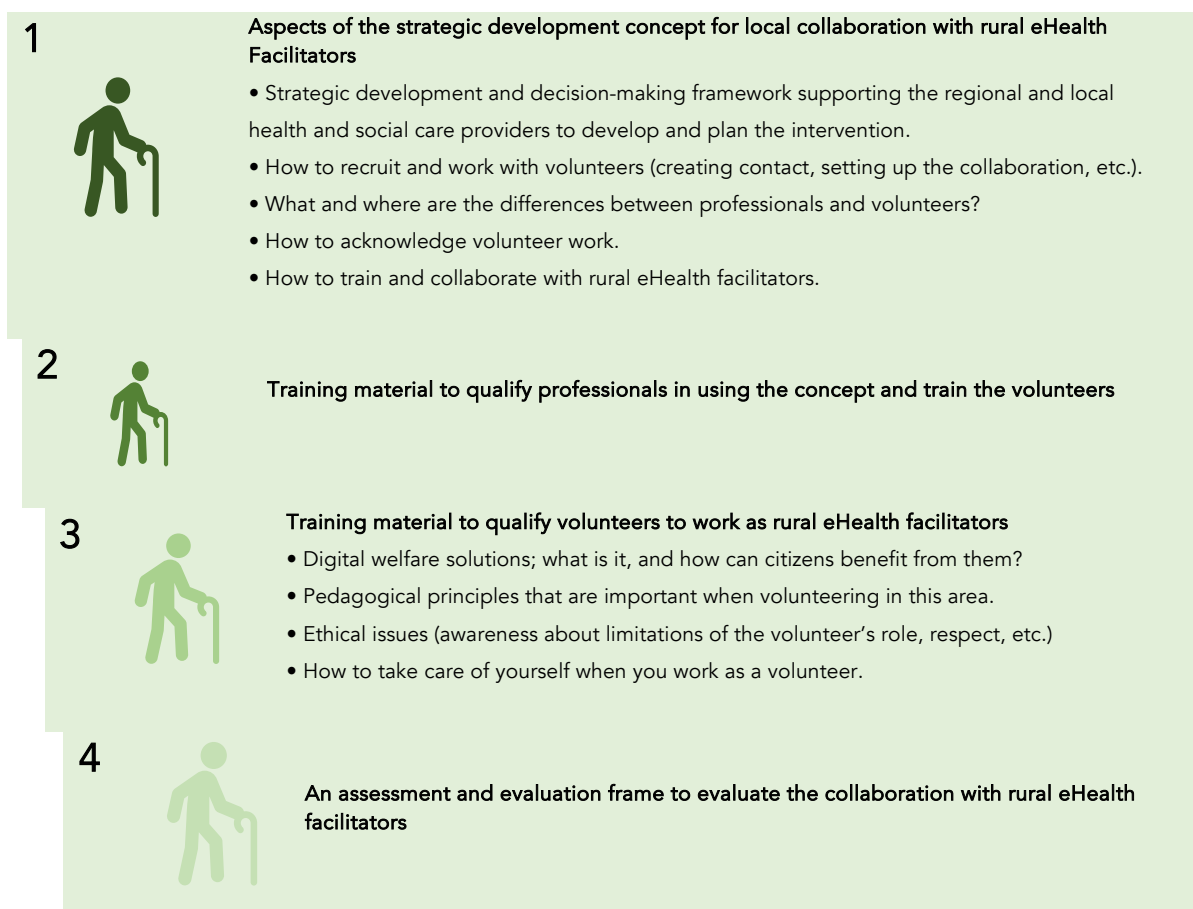 1
Aspects of the strategic development concept for local collaboration with rural eHealth
Facilitators
• Strategic development and decision-making framework supporting the regional and local
health and social care providers to develop and plan the intervention.
• How to recruit and work with volunteers (creating contact, setting up the collaboration, etc.).
• What and where are the differences between professionals and volunteers?
• How to acknowledge volunteer work.
• How to train and collaborate with rural eHealth facilitators.
2
Training material to qualify professionals in using the concept and train the volunteers
3
Training material to qualify volunteers to work as rural eHealth facilitators
• Digital welfare solutions; what is it, and how can citizens benefit from them?
• Pedagogical principles that are important when volunteering in this area.
• Ethical issues (awareness about limitations of the volunteer’s role, respect, etc.)
• How to take care of yourself when you work as a volunteer.
4
An assessment and evaluation frame to evaluate the collaboration with rural eHealth
facilitators